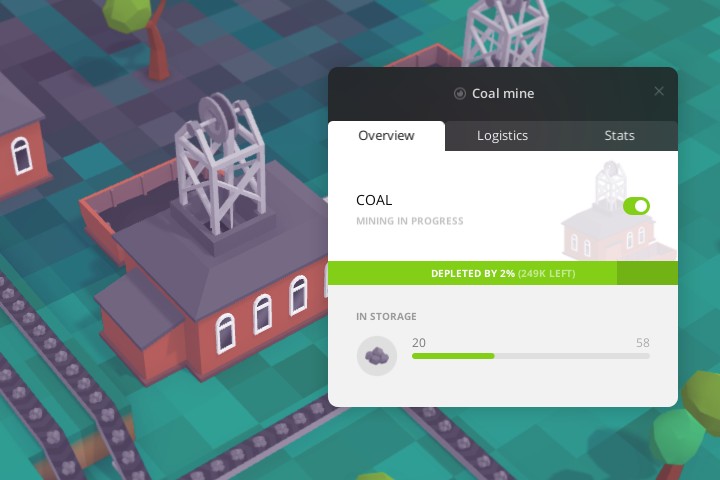 Coal mine
Overview
Logistics
Stats
COAL
MINING IN PROGRESS
DEPLETED BY 2% (249K LEFT)
IN STORAGE
20
58